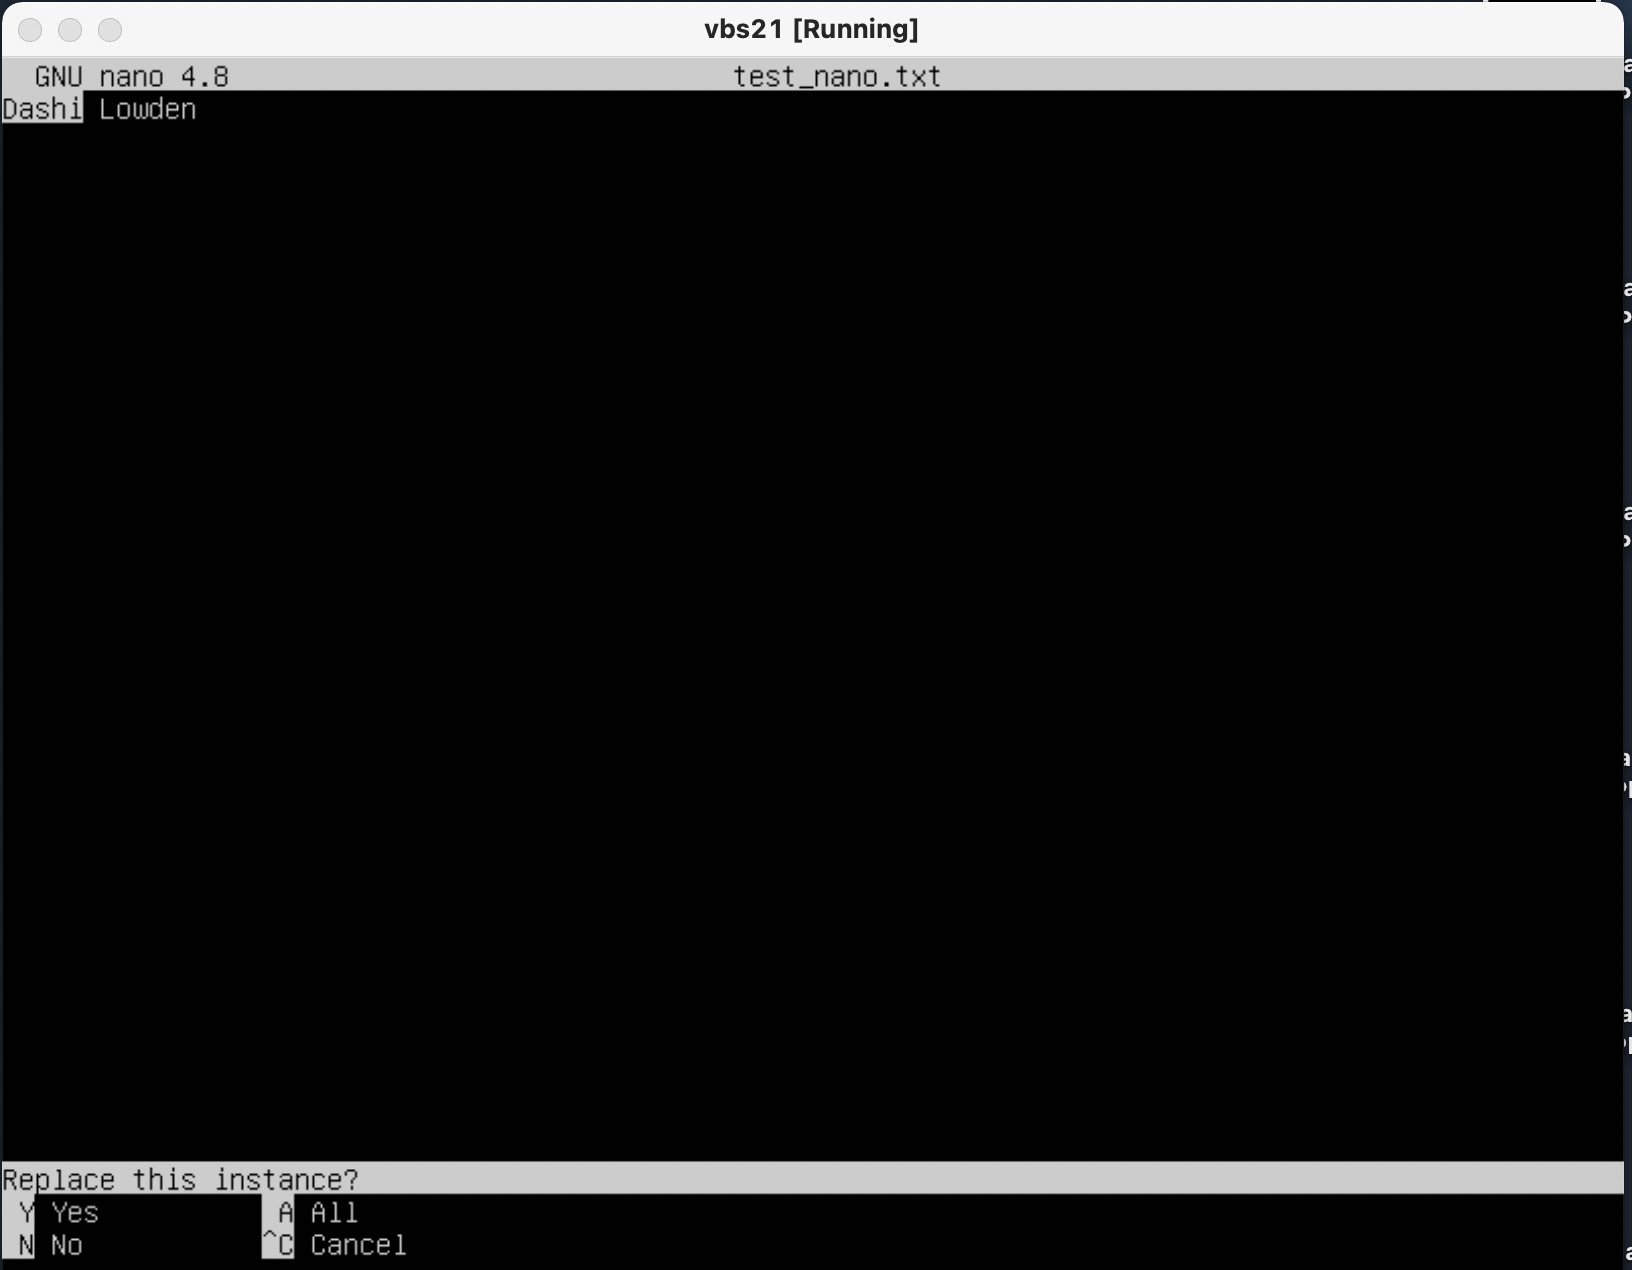 vbs21 [Running]
GNU nano 4.8 test_nano.txt
Dashi Lowden
Replace this instance?
Y Yes A All
N No ^C Cancel